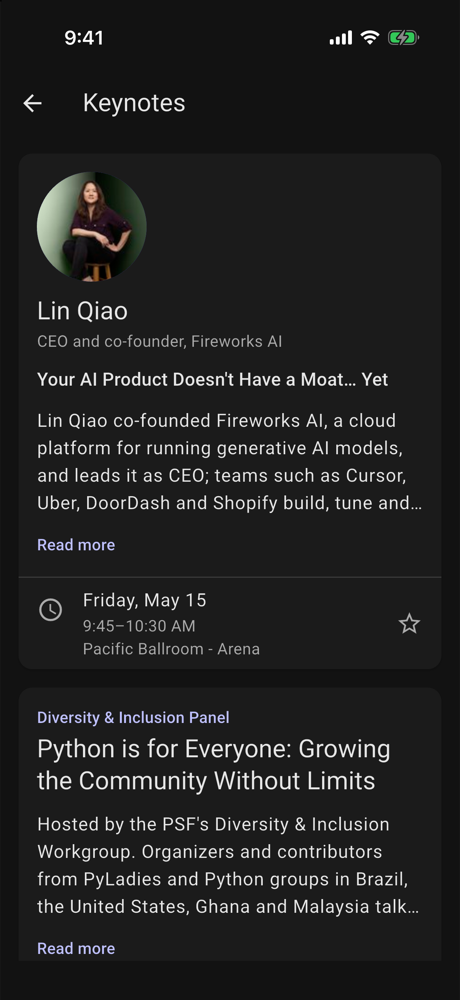 9:41
Keynotes
Lin Qiao
CEO and co-founder, Fireworks AI
Your AI Product Doesn't Have a Moat... Yet
Lin Qiao co-founded Fireworks AI, a cloud
platform for running generative AI models,
and leads it as CEO; teams such as Cursor,
Uber, DoorDash and Shopify build, tune and...
Read more
Friday, May 15
9:45–10:30 AM
Pacific Ballroom - Arena
Diversity & Inclusion Panel
Python is for Everyone: Growing
the Community Without Limits
Hosted by the PSF's Diversity & Inclusion
Workgroup. Organizers and contributors
from PyLadies and Python groups in Brazil,
the United States, Ghana and Malaysia talk...
Read more